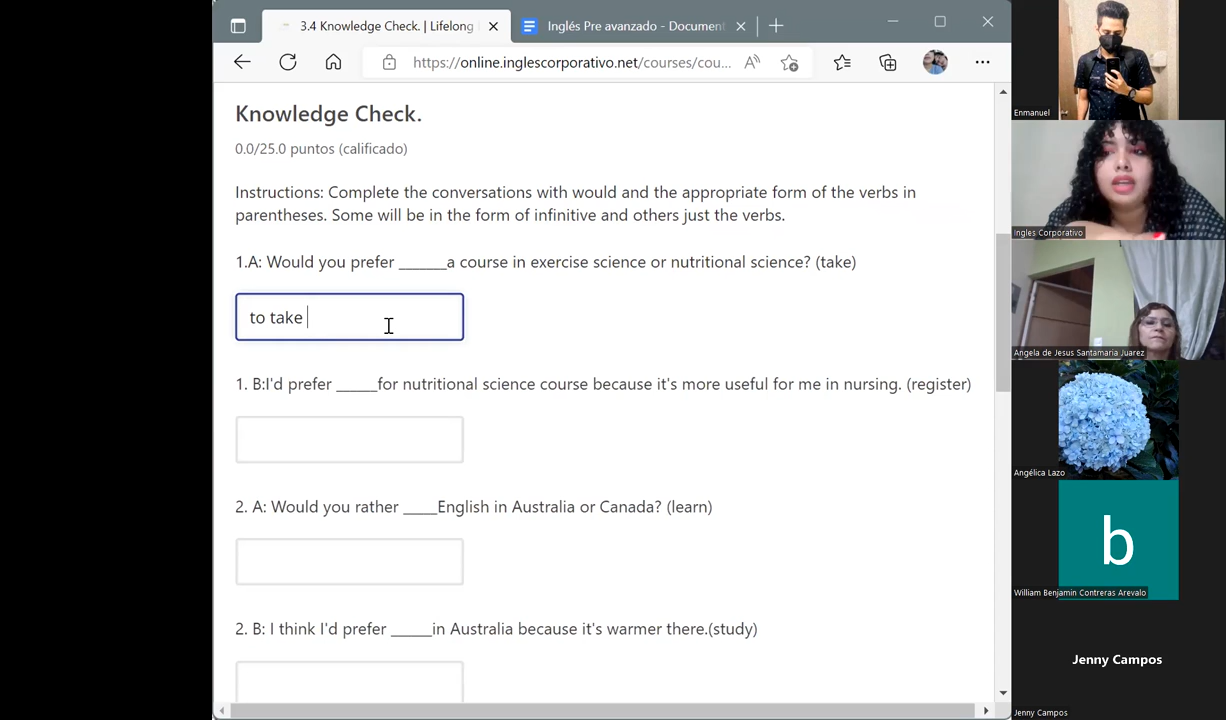 3.4 Knowledge Check. | Lifelong
Inglés Pre avanzado - Document
https://online.inglescorporativo.net/courses/cou...
Knowledge Check.
0.0/25.0 puntos (calificado)
Instructions: Complete the conversations with would and the appropriate form of the verbs in
parentheses. Some will be in the form of infinitive and others just the verbs.
1.A: Would you prefer _______a course in exercise science or nutritional science? (take)
to take
1. B:I'd prefer ______for nutritional science course because it's more useful for me in nursing. (register)
2. A: Would you rather _____English in Australia or Canada? (learn)
2. B: I think I'd prefer ______in Australia because it's warmer there.(study)
Enmanuel
Ingles Corporativo
Angela de Jesus Santamaria Juarez
Angélica Lazo
b
William Benjamin Contreras Arevalo
Jenny Campos
Jenny Campos